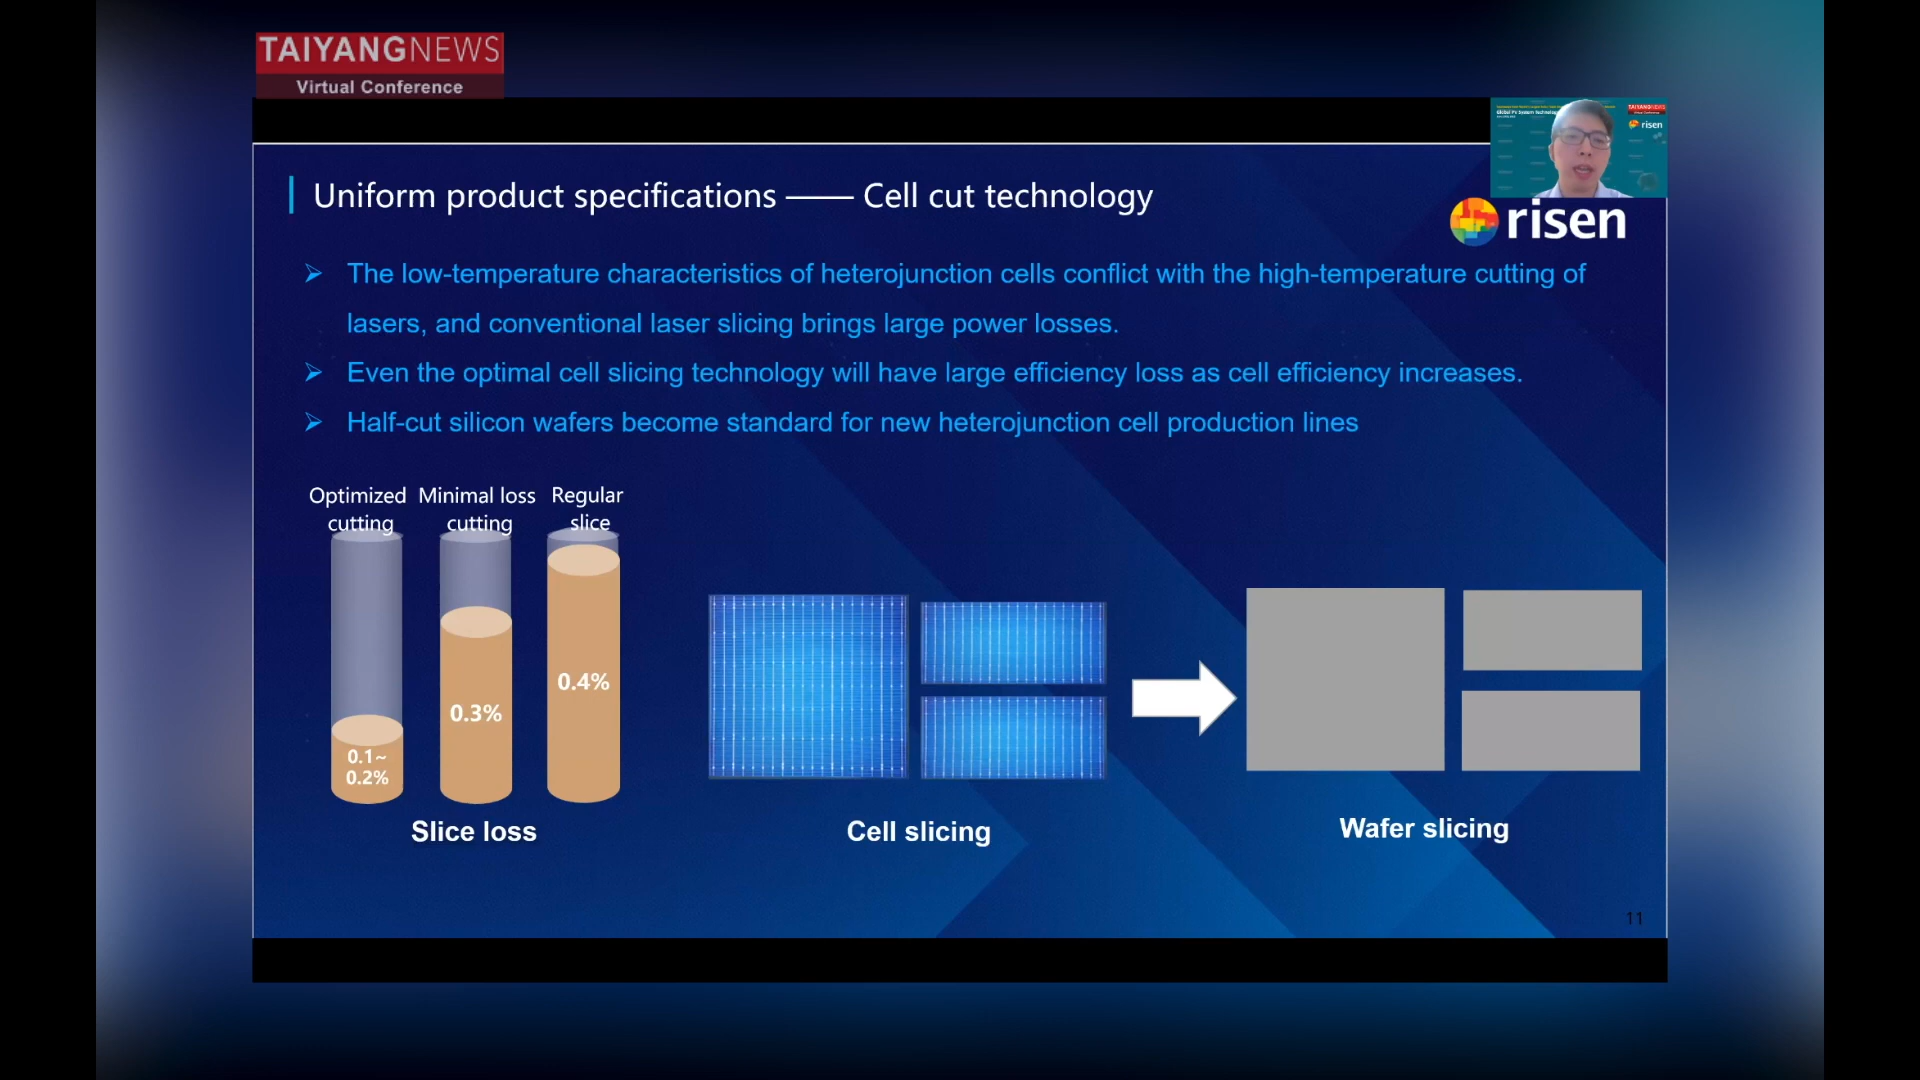 TAIYANGNEWS
Virtual Conference
TAIYANGNEWS
risen
Uniform product specifications —— Cell cut technology
risen
The low-temperature characteristics of heterojunction cells conflict with the high-temperature cutting of
lasers, and conventional laser slicing brings large power losses.
Even the optimal cell slicing technology will have large efficiency loss as cell efficiency increases.
Half-cut silicon wafers become standard for new heterojunction cell production lines
Optimized cutting
Minimal loss cutting
Regular slice
0.1~
0.2%
0.3%
0.4%
Slice loss
Cell slicing
Wafer slicing
11